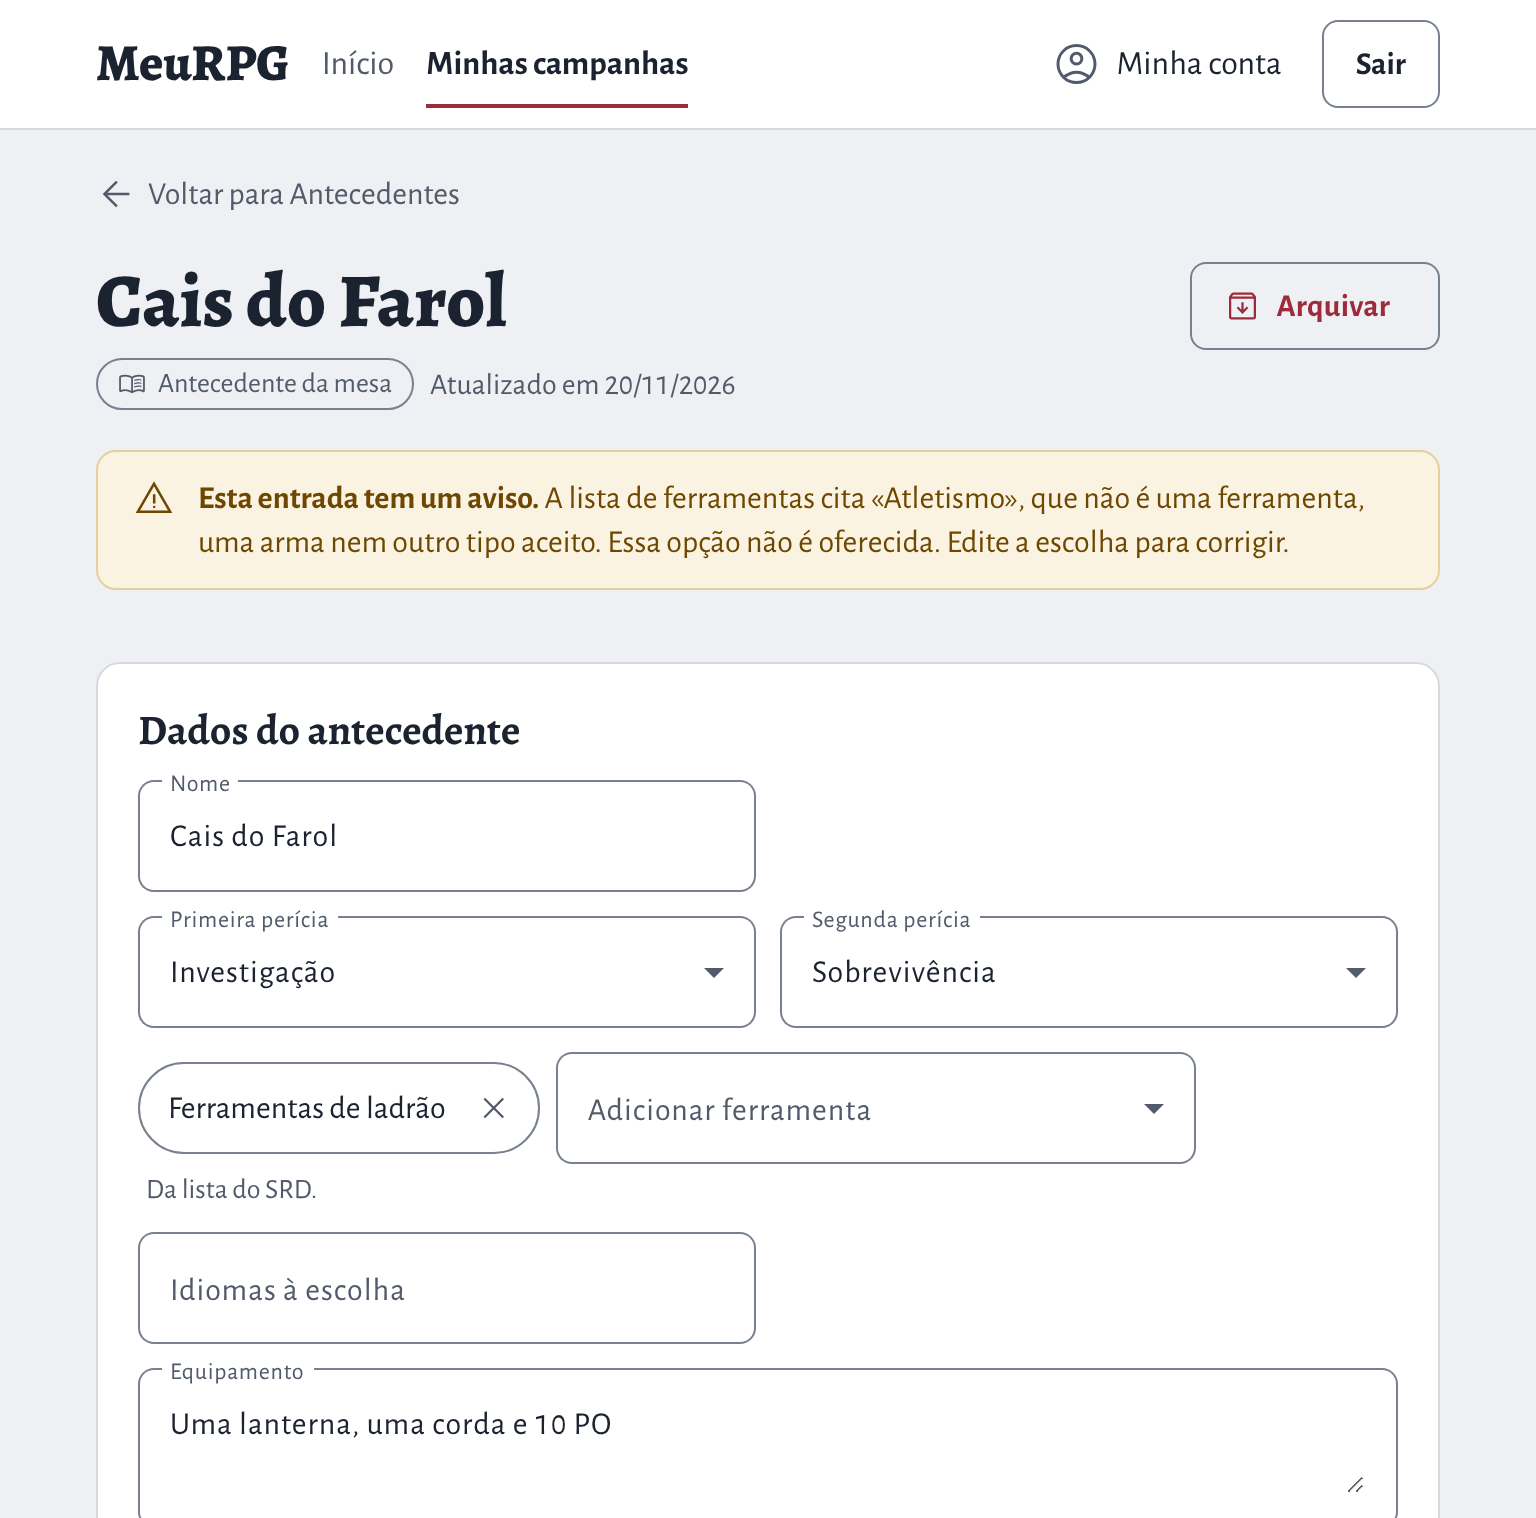 MeuRPG Início Minhas campanhas Minha conta Sair
Voltar para Antecedentes
Cais do Farol
Arquivar
Antecedente da mesa Atualizado em 20/11/2026
Esta entrada tem um aviso. A lista de ferramentas cita «Atletismo», que não é uma ferramenta,
uma arma nem outro tipo aceito. Essa opção não é oferecida. Edite a escolha para corrigir.
Dados do antecedente
Nome
Cais do Farol
Primeira perícia
Investigação
Segunda perícia
Sobrevivência
Ferramentas de ladrão
Adicionar ferramenta
Da lista do SRD.
Idiomas à escolha
Equipamento
Uma lanterna, uma corda e 10 PO